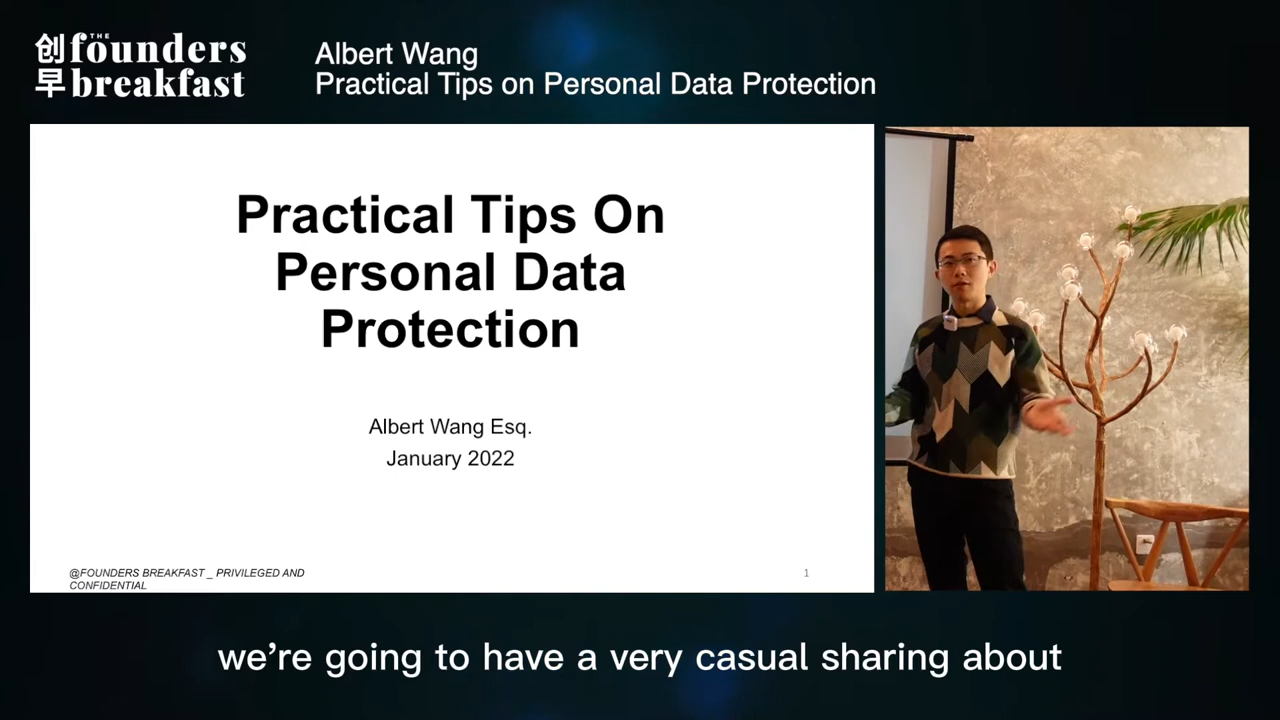 创 THE founders
早 breakfast
Albert Wang
Practical Tips on Personal Data Protection
Practical Tips On
Personal Data
Protection
Albert Wang Esq.
January 2022
@FOUNDERS BREAKFAST _ PRIVILEGED AND
CONFIDENTIAL
1
we're going to have a very casual sharing about